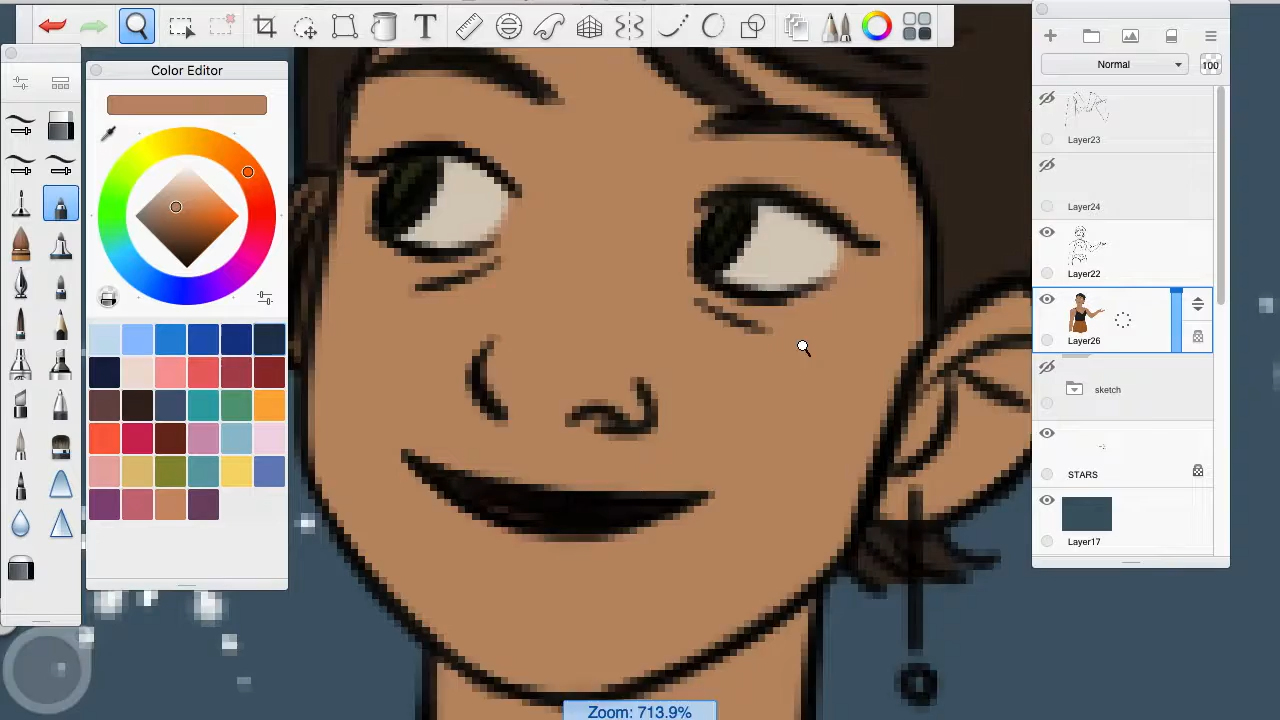 T
Color Editor
Normal
100
Layer23
Layer24
Layer22
Layer26
sketch
STARS
Layer17
Zoom: 713.9%